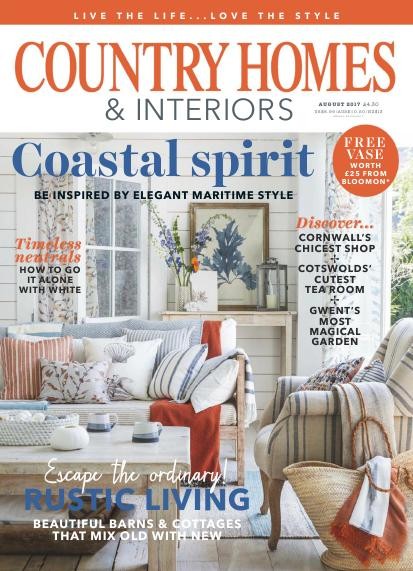 LIVE THE LIFE...LOVE THE STYLE
COUNTRY HOMES
& INTERIORS
AUGUST 2017 £4.30
Coastal spirit
BE INSPIRED BY ELEGANT MARITIME STYLE
FREE
VASE
WORTH
£25 FROM
BLOOMON*
Timeless
neutrals
HOW TO GO
IT ALONE
WITH WHITE
Discover...
CORNWALL'S
CHICEST SHOP
+
COTSWOLDS'
CUTEST
TEA ROOM
+
GWENT'S
MOST
MAGICAL
GARDEN
Escape the ordinary!
RUSTIC LIVING
BEAUTIFUL BARNS & COTTAGES
THAT MIX OLD WITH NEW